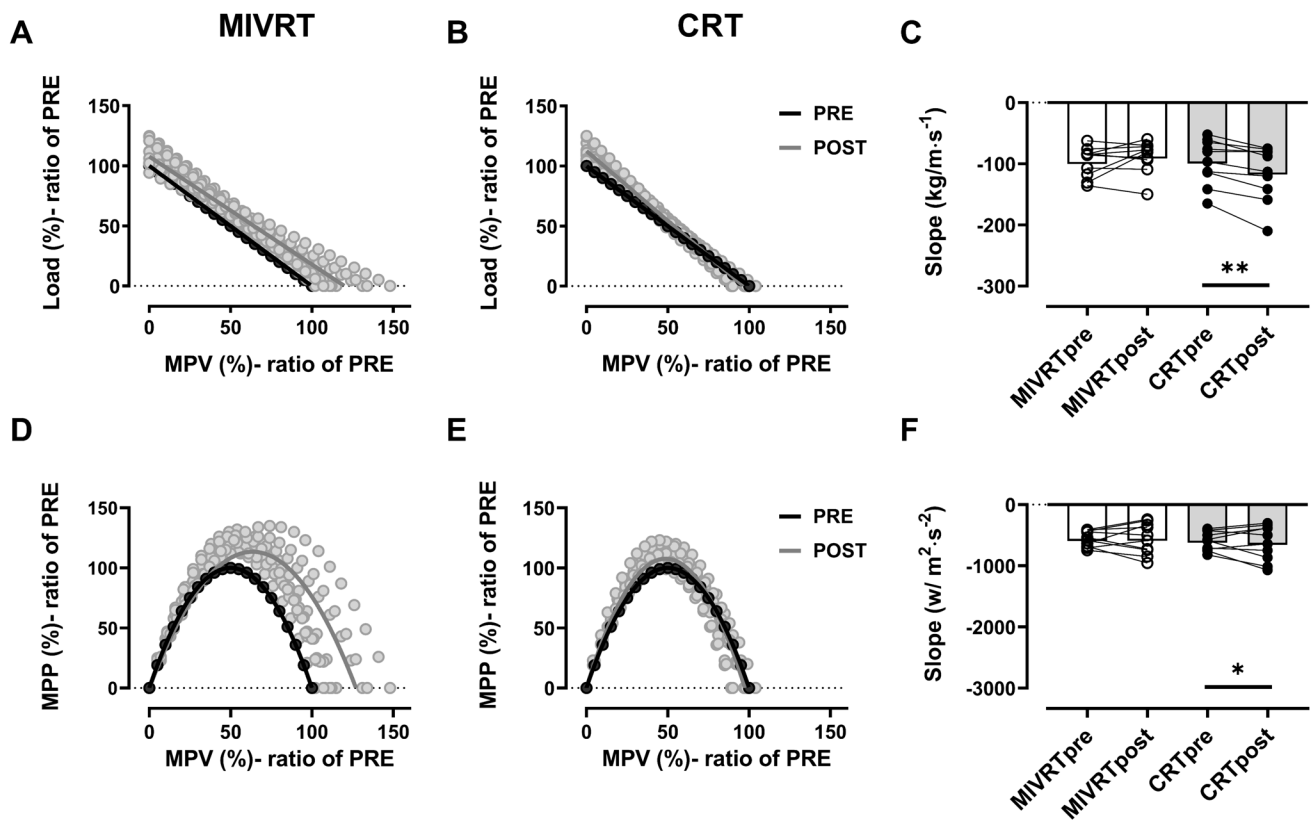 MIVRT
CRT
A
B
C
Load (%)- ratio of PRE
150
100
50
0
0
50
100
150
MPV (%)- ratio of PRE
Load (%)- ratio of PRE
150
100
50
0
0
50
100
150
MPV (%)- ratio of PRE
PRE
POST
Slope (kg/m·s⁻¹)
0
-100
-200
-300
**
MIVRTpre
MIVRTpost
CRTpre
CRTpost
D
E
F
MPP (%)- ratio of PRE
150
100
50
0
0
50
100
150
MPV (%)- ratio of PRE
MPP (%)- ratio of PRE
150
100
50
0
0
50
100
150
MPV (%)- ratio of PRE
PRE
POST
Slope (w/ m²·s⁻²)
0
-1000
-2000
-3000
*
MIVRTpre
MIVRTpost
CRTpre
CRTpost